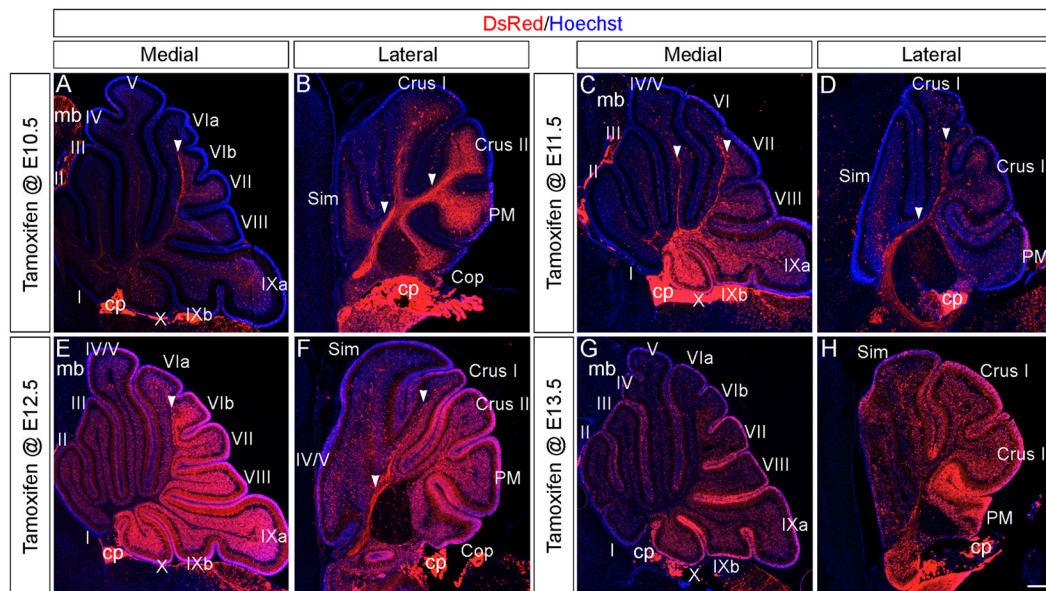 DsRed/Hoechst
Medial
Lateral
Medial
Lateral
Tamoxifen @ E10.5
A
V
mb
IV
VIa
III
VIb
II
VII
VIII
IXa
I
cp
X
IXb
B
Crus I
Crus II
Sim
PM
Cop
cp
Tamoxifen @ E11.5
C
IV/V
mb
VI
III
VII
II
VIII
IXa
I
cp
X
IXb
D
Crus I
Sim
Crus I
PM
cp
Tamoxifen @ E12.5
E
IV/V
mb
VIa
III
VIb
II
VII
VIII
IXa
I
cp
X
IXb
F
Sim
Crus I
Crus II
IV/V
PM
cp
Cop
Tamoxifen @ E13.5
G
V
mb
IV
VIb
III
VII
II
VIII
IXa
I
cp
X
IXb
H
Sim
Crus I
Crus I
PM
cp